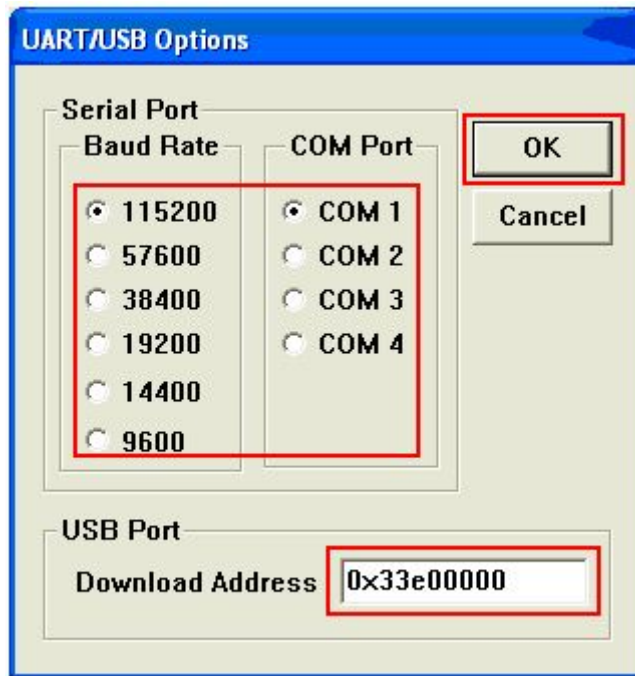 UART/USB Options
Serial Port
Baud Rate
COM Port
OK
115200
COM 1
Cancel
57600
COM 2
38400
COM 3
19200
COM 4
14400
9600
USB Port
Download Address 0x33e00000